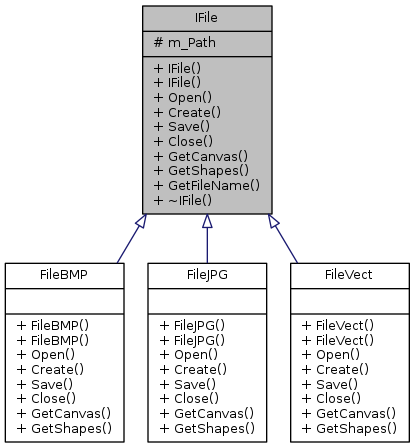 IFile
# m_Path
+ IFile()
+ IFile()
+ Open()
+ Create()
+ Save()
+ Close()
+ GetCanvas()
+ GetShapes()
+ GetFileName()
+ ~IFile()
FileBMP
+ FileBMP()
+ FileBMP()
+ Open()
+ Create()
+ Save()
+ Close()
+ GetCanvas()
+ GetShapes()
FileJPG
+ FileJPG()
+ FileJPG()
+ Open()
+ Create()
+ Save()
+ Close()
+ GetCanvas()
+ GetShapes()
FileVect
+ FileVect()
+ FileVect()
+ Open()
+ Create()
+ Save()
+ Close()
+ GetCanvas()
+ GetShapes()